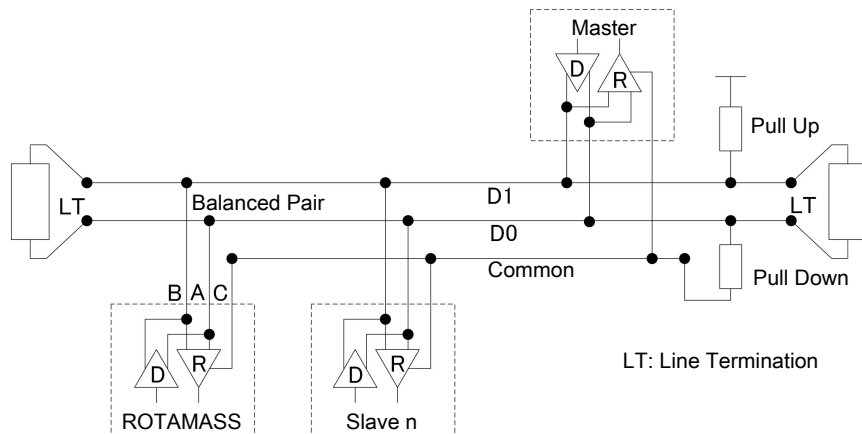 Master
D
R
Pull Up
LT
D1
LT
Balanced Pair
D0
Common
B A C
Pull Down
D
R
D
R
LT: Line Termination
ROTAMASS
Slave n